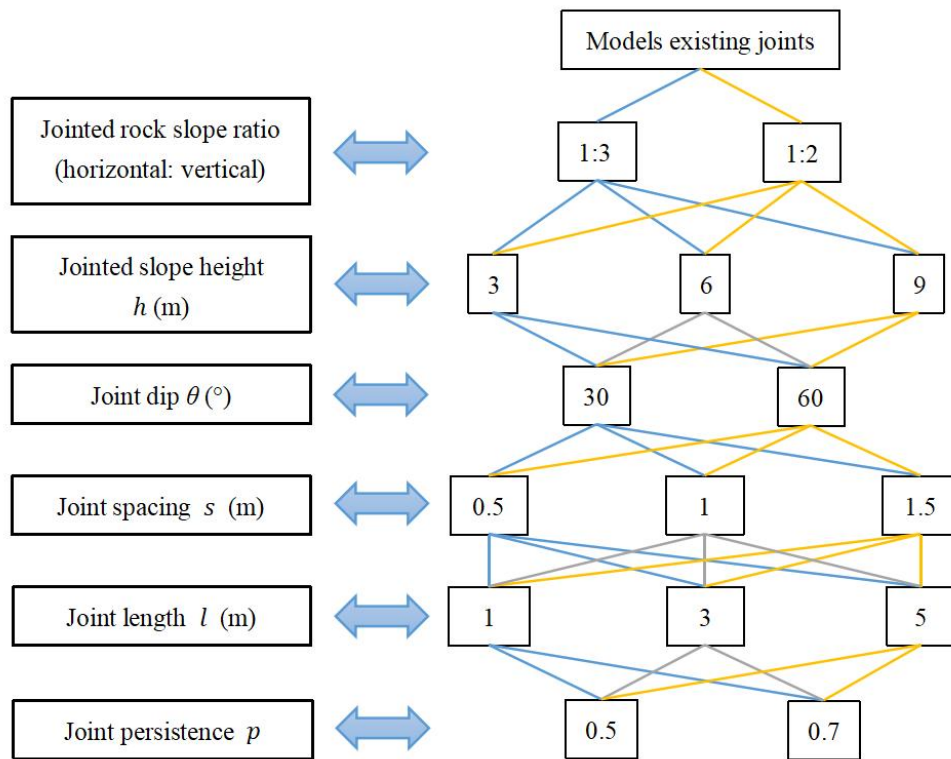 Models existing joints
Jointed rock slope ratio
(horizontal: vertical)
1:3
1:2
Jointed slope height
h (m)
3
6
9
Joint dip θ (°)
30
60
Joint spacing s (m)
0.5
1
1.5
Joint length l (m)
1
3
5
Joint persistence p
0.5
0.7